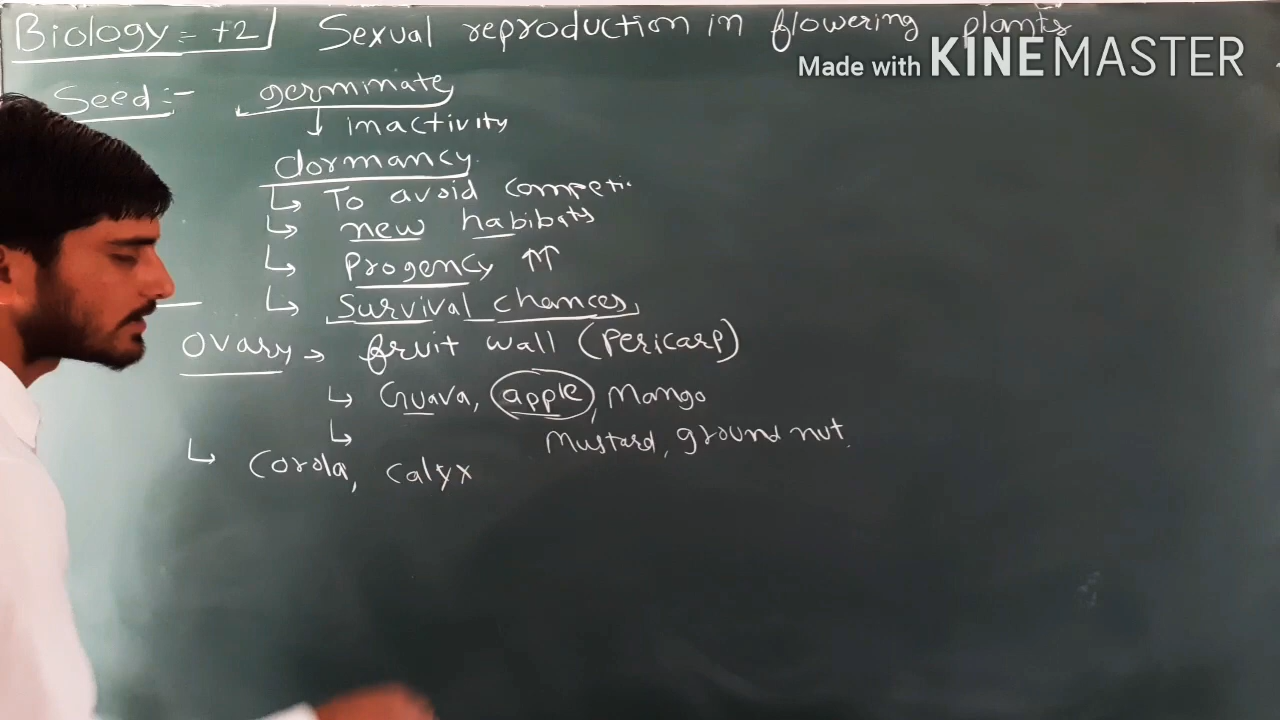 Biology = +2 Sexual reproduction in flowering plants
Made with KINEMASTER
Seed :- germinate
↓ inactivity
dormancy.
↳ To avoid competi
↳ new habibats
↳ Progency ↑↑
↳ Survival chances,
Ovary → fruit wall (Pericarp)
↳ Guava, apple, Mango
↳ Mustard, ground nut.
↳ Corola, Calyx